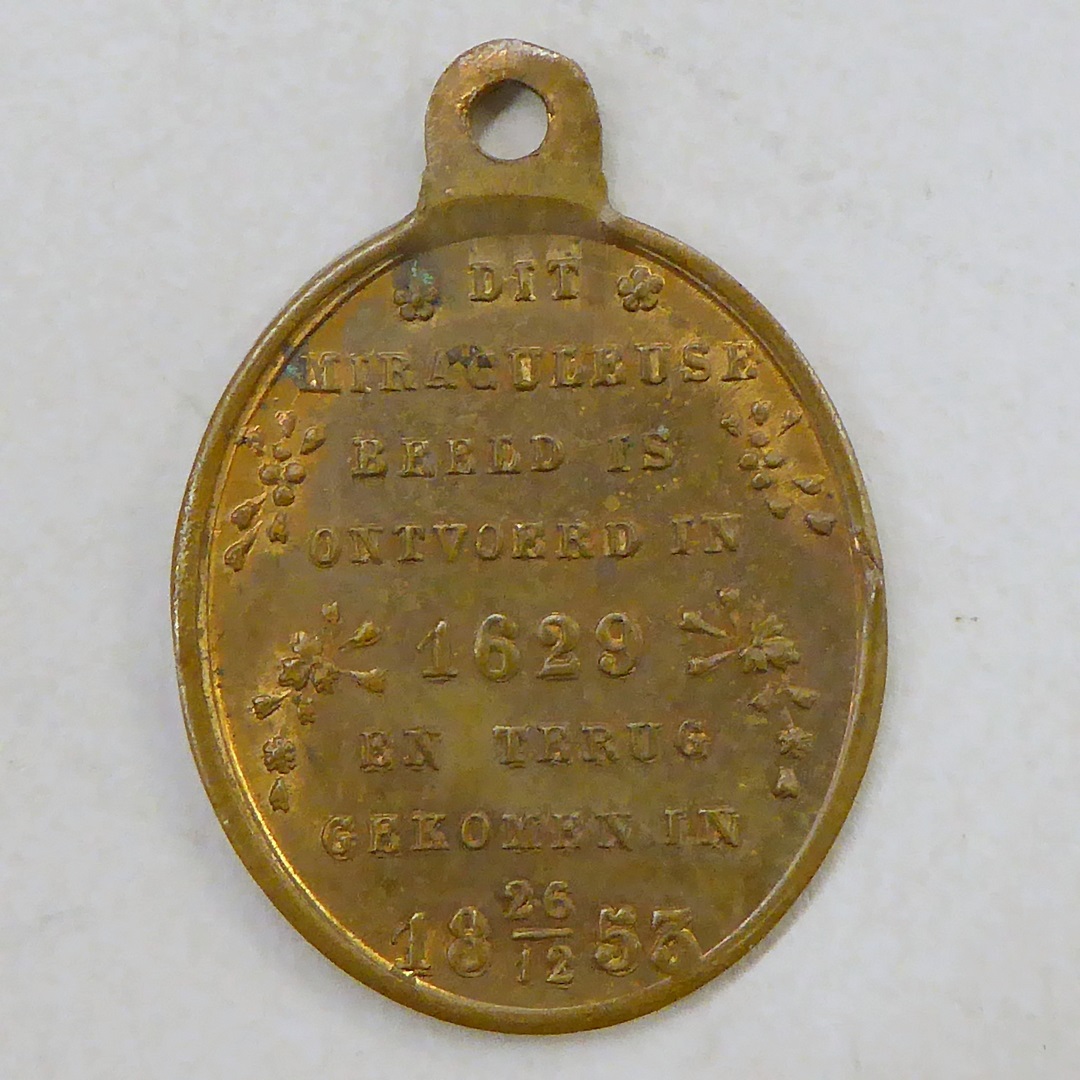 DIT
MIRACULEUSE
BEELD IS
ONTVOERD IN
1629
EN TERUG
GEKOMEN IN
18 26/12 53